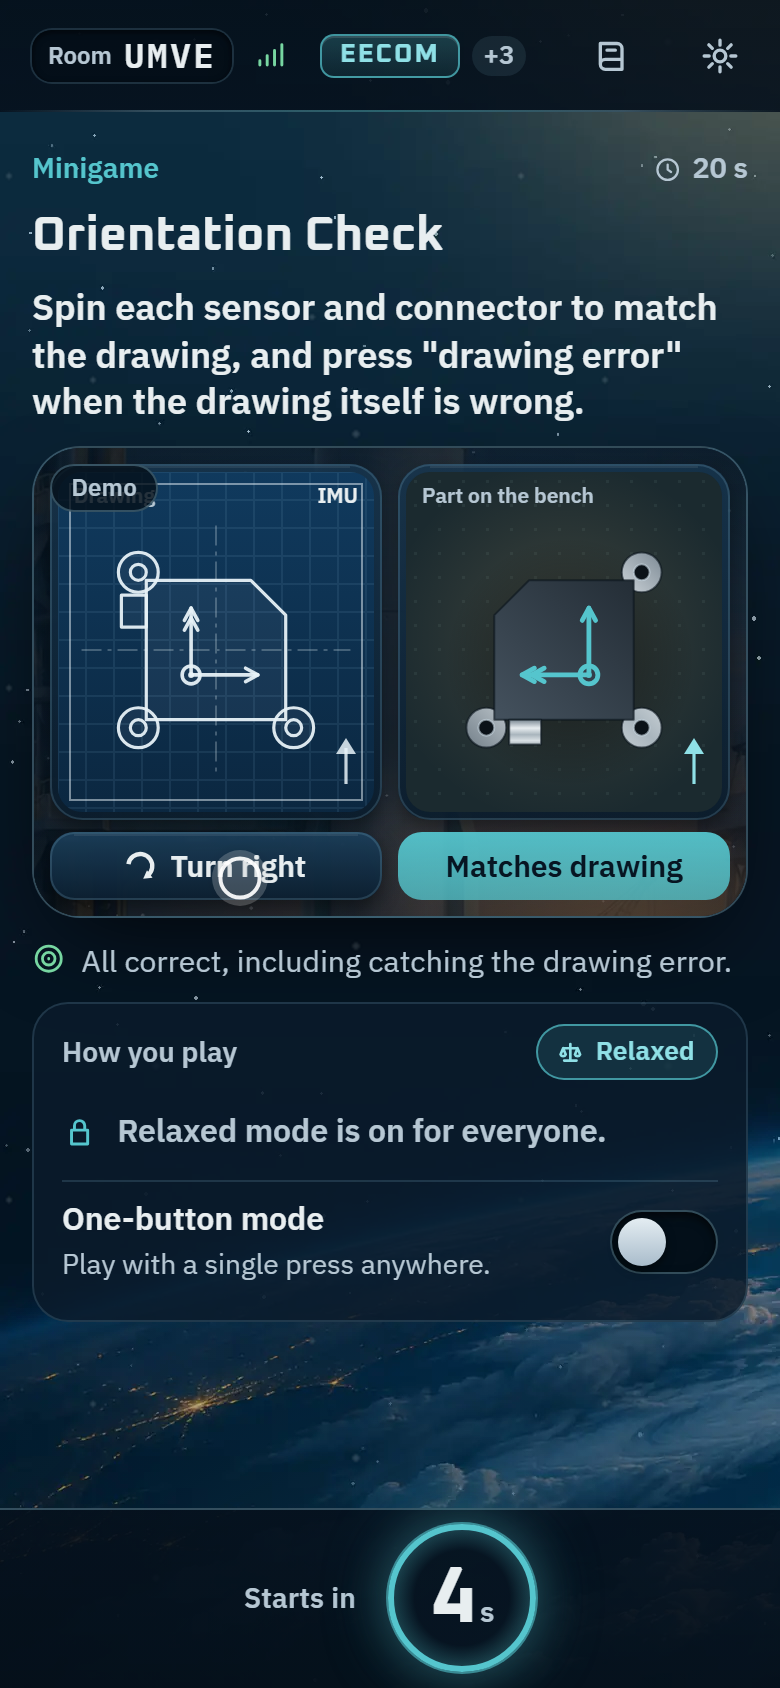 Room UMVE
EECOM
+3
Minigame
20 s
Orientation Check
Spin each sensor and connector to match
the drawing, and press "drawing error"
when the drawing itself is wrong.
Demo
Drawing
IMU
Part on the bench
Turn right
Matches drawing
All correct, including catching the drawing error.
How you play
Relaxed
Relaxed mode is on for everyone.
One-button mode
Play with a single press anywhere.
Starts in
4 s